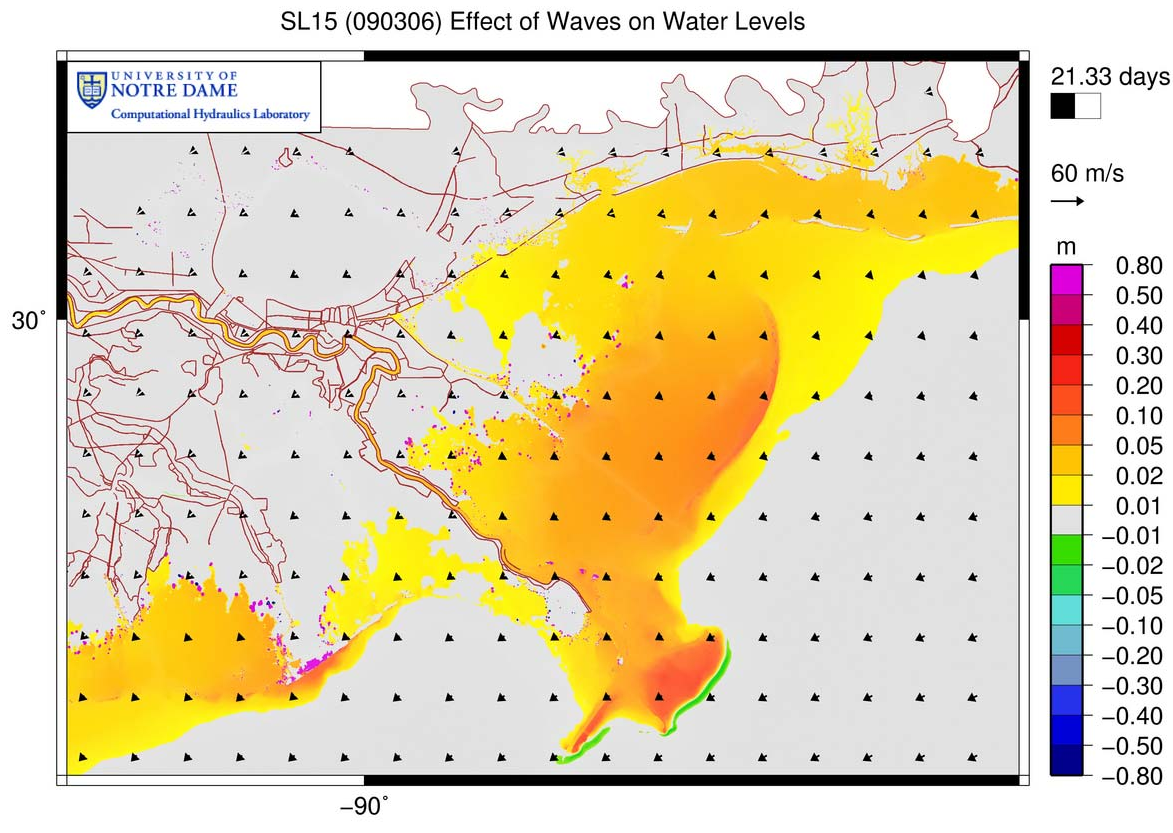 SL15 (090306) Effect of Waves on Water Levels
UNIVERSITY OF
NOTRE DAME
Computational Hydraulics Laboratory
21.33 days
60 m/s
m
0.80
0.50
0.40
0.30
0.20
0.10
0.05
0.02
0.01
−0.01
−0.02
−0.05
−0.10
−0.20
−0.30
−0.40
−0.50
−0.80
30˚
−90˚